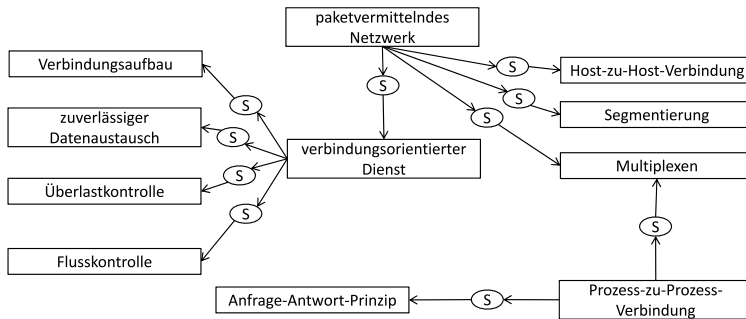 paketvermittelndes
Netzwerk
Verbindungsaufbau
S
Host-zu-Host-Verbindung
S
S
Segmentierung
S
zuverlässiger
Datenaustausch
S
S
S
verbindungsorientierter
Dienst
Multiplexen
Überlastkontrolle
S
S
S
Flusskontrolle
Anfrage-Antwort-Prinzip
S
Prozess-zu-Prozess-
Verbindung